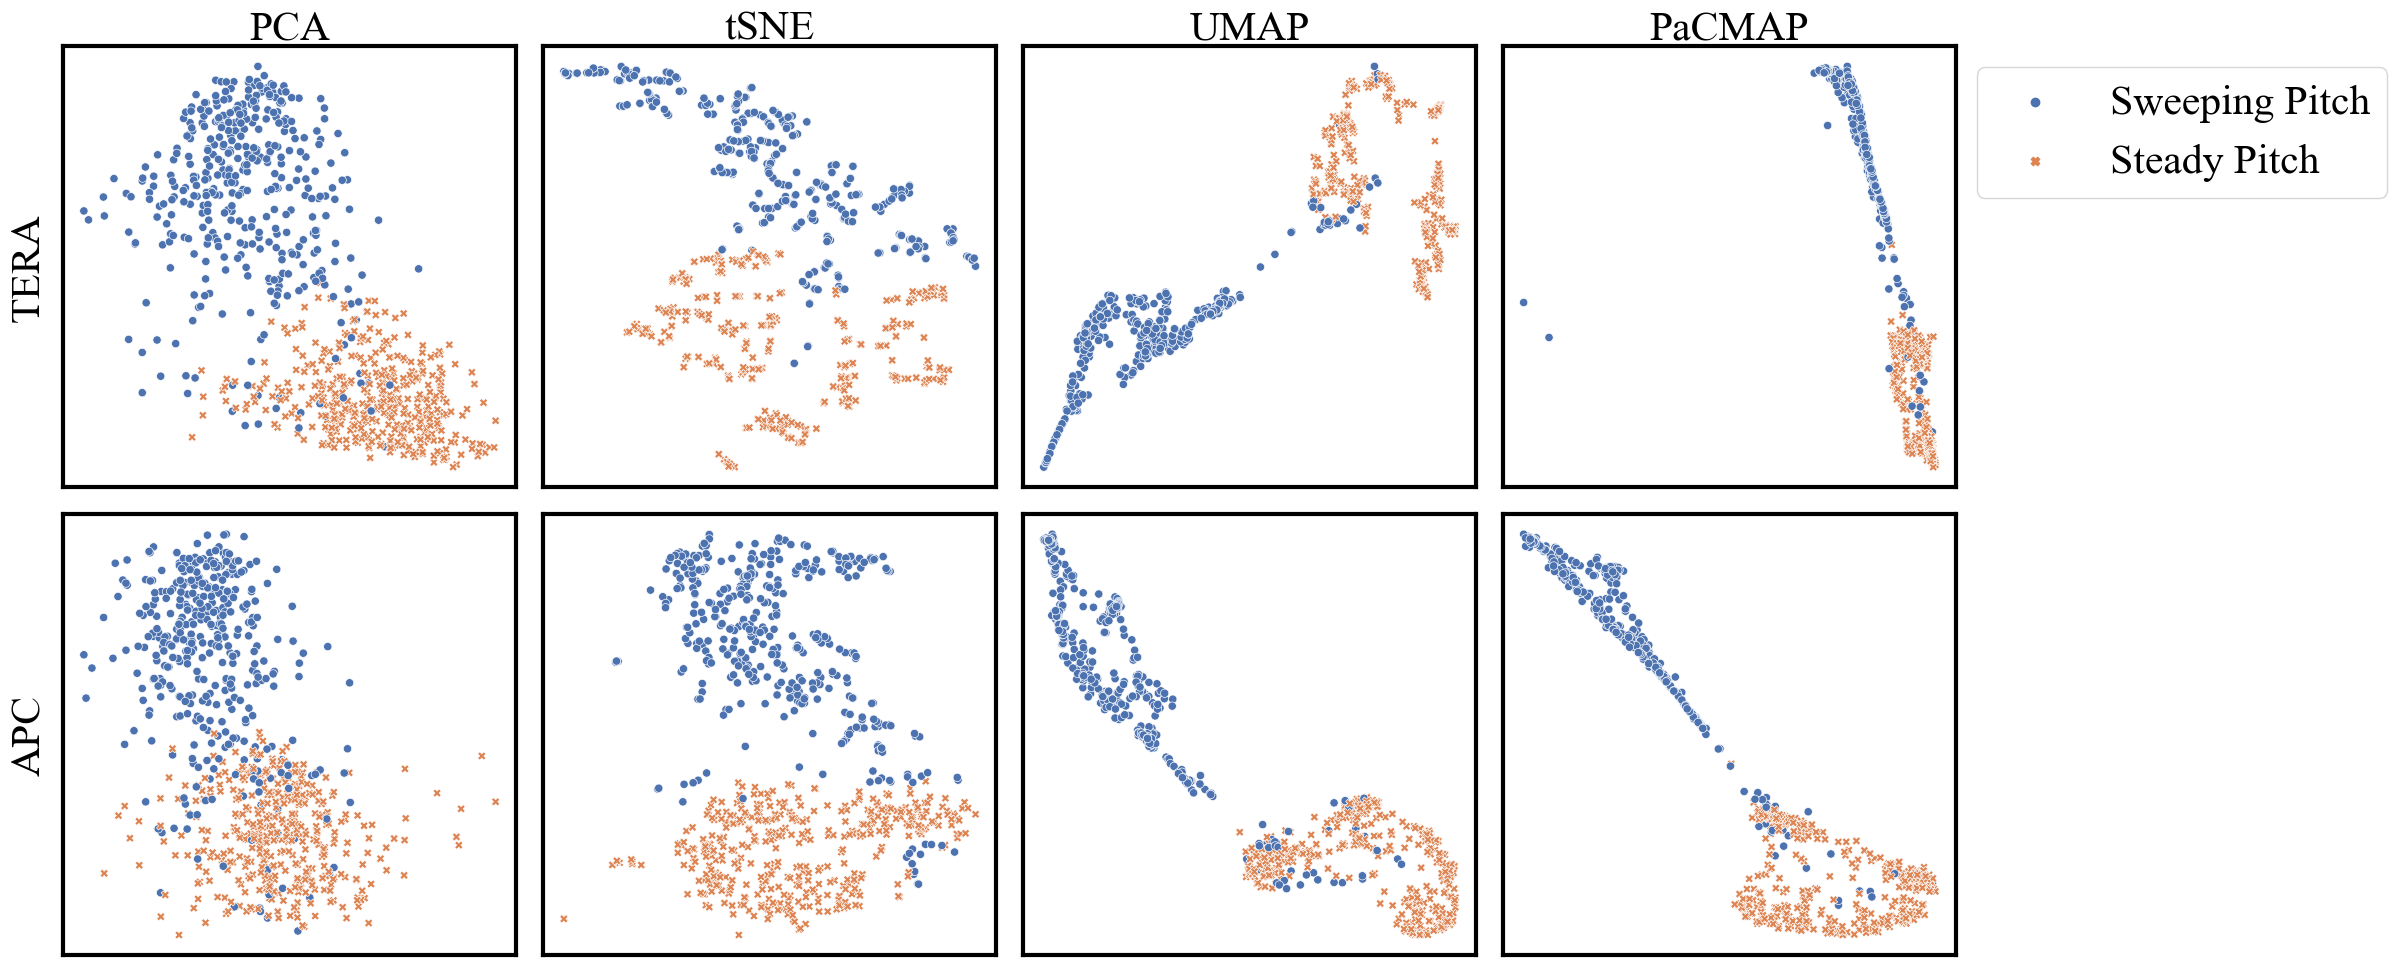 PCA
tSNE
UMAP
PaCMAP
Sweeping Pitch
Steady Pitch
TERA
APC